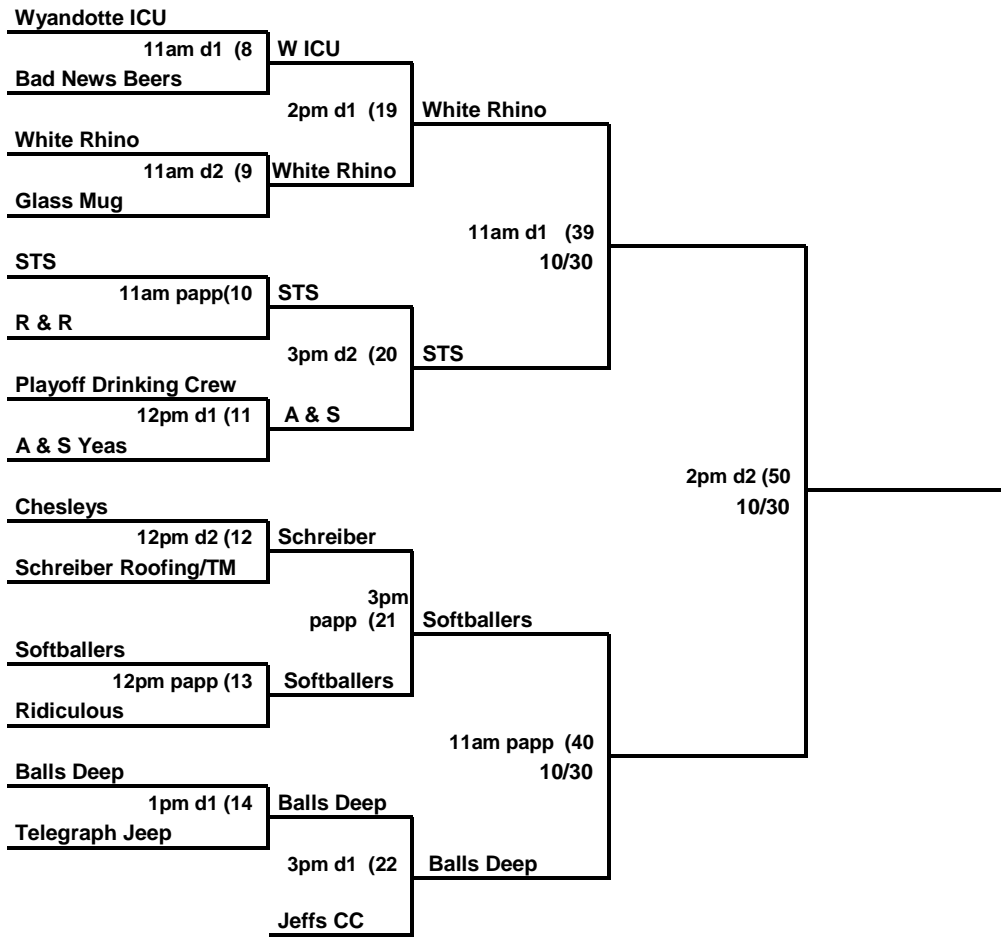 Wyandotte ICU
11am d1 (8
W ICU
Bad News Beers
2pm d1 (19
White Rhino
White Rhino
11am d2 (9
White Rhino
Glass Mug
11am d1 (39
10/30
STS
11am papp(10
STS
R & R
3pm d2 (20
STS
Playoff Drinking Crew
12pm d1 (11
A & S
A & S Yeas
2pm d2 (50
10/30
Chesleys
12pm d2 (12
Schreiber
Schreiber Roofing/TM
3pm
papp (21
Softballers
Softballers
12pm papp (13
Softballers
Ridiculous
11am papp (40
10/30
Balls Deep
1pm d1 (14
Balls Deep
Telegraph Jeep
3pm d1 (22
Balls Deep
Jeffs CC